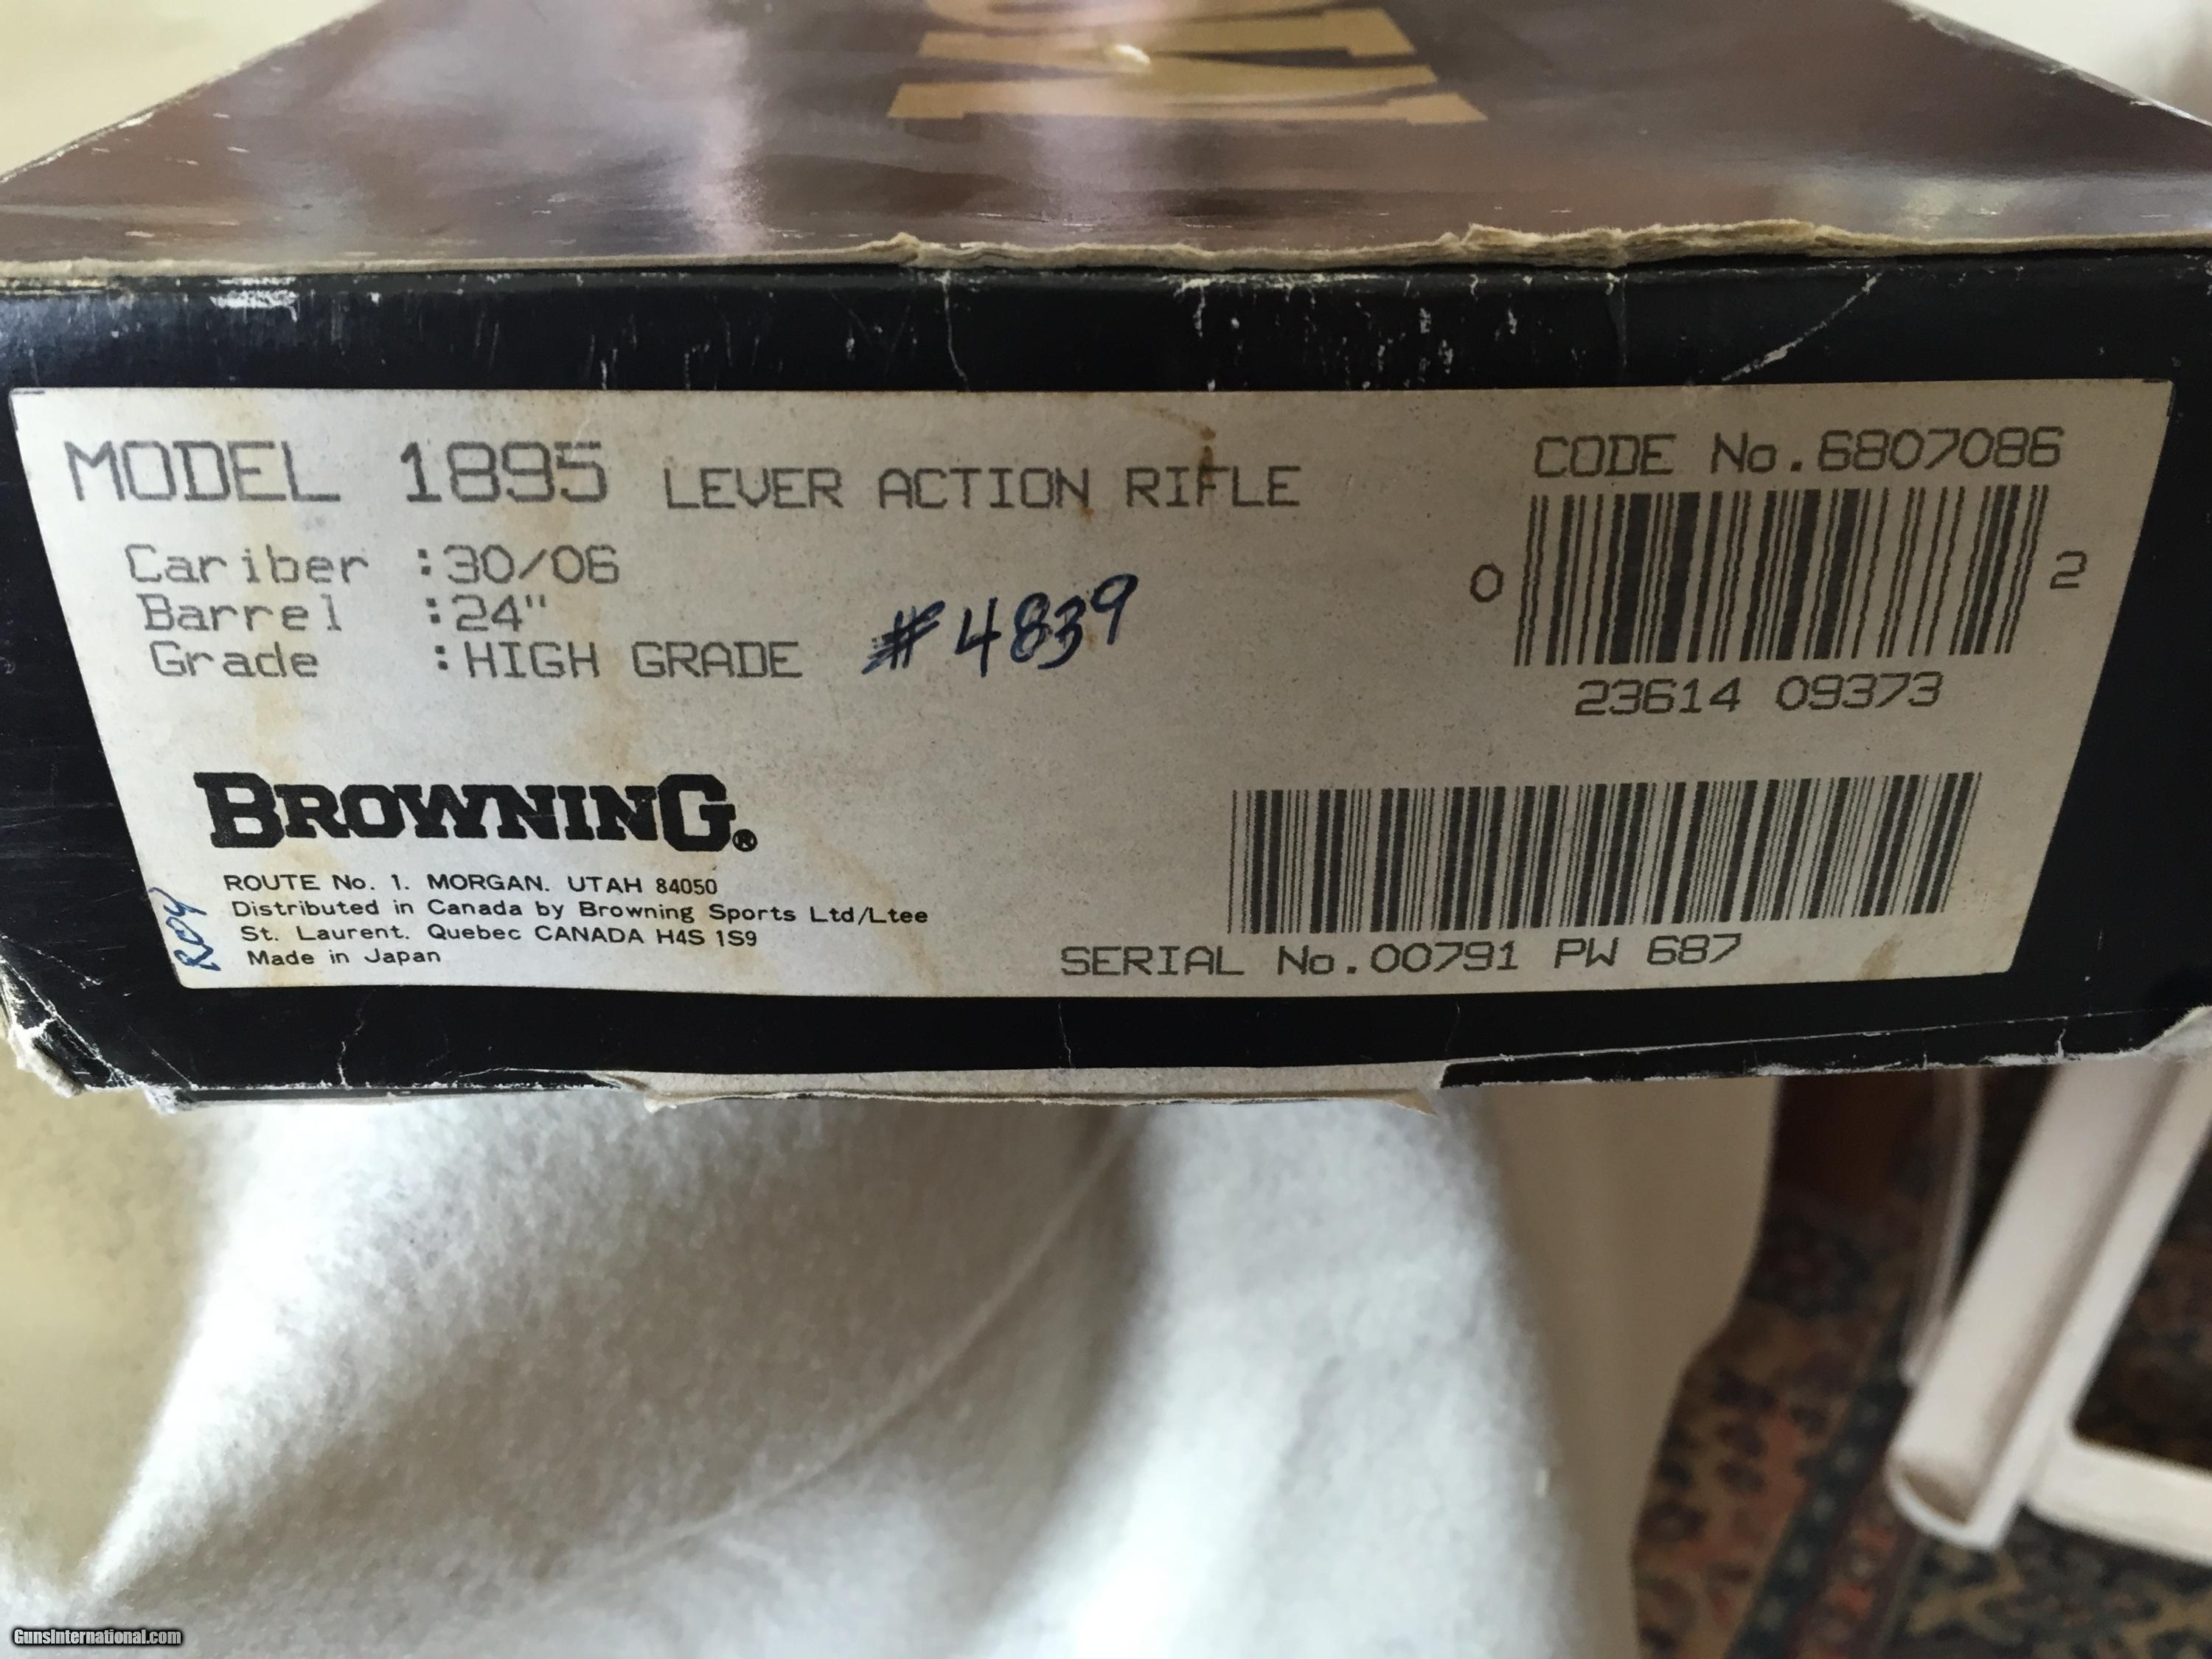 MODEL 1895 LEVER ACTION RIFLE
Cariber :30/06
Barrel :24"
Grade :HIGH GRADE
#4839
CODE No.6807086
0 2
23614 09373
BROWNING®
ROUTE No. 1. MORGAN. UTAH 84050
Distributed in Canada by Browning Sports Ltd/Ltee
St. Laurent. Quebec CANADA H4S 1S9
Made in Japan
ROY
SERIAL No.00791 PW 687
GunsInternational.com